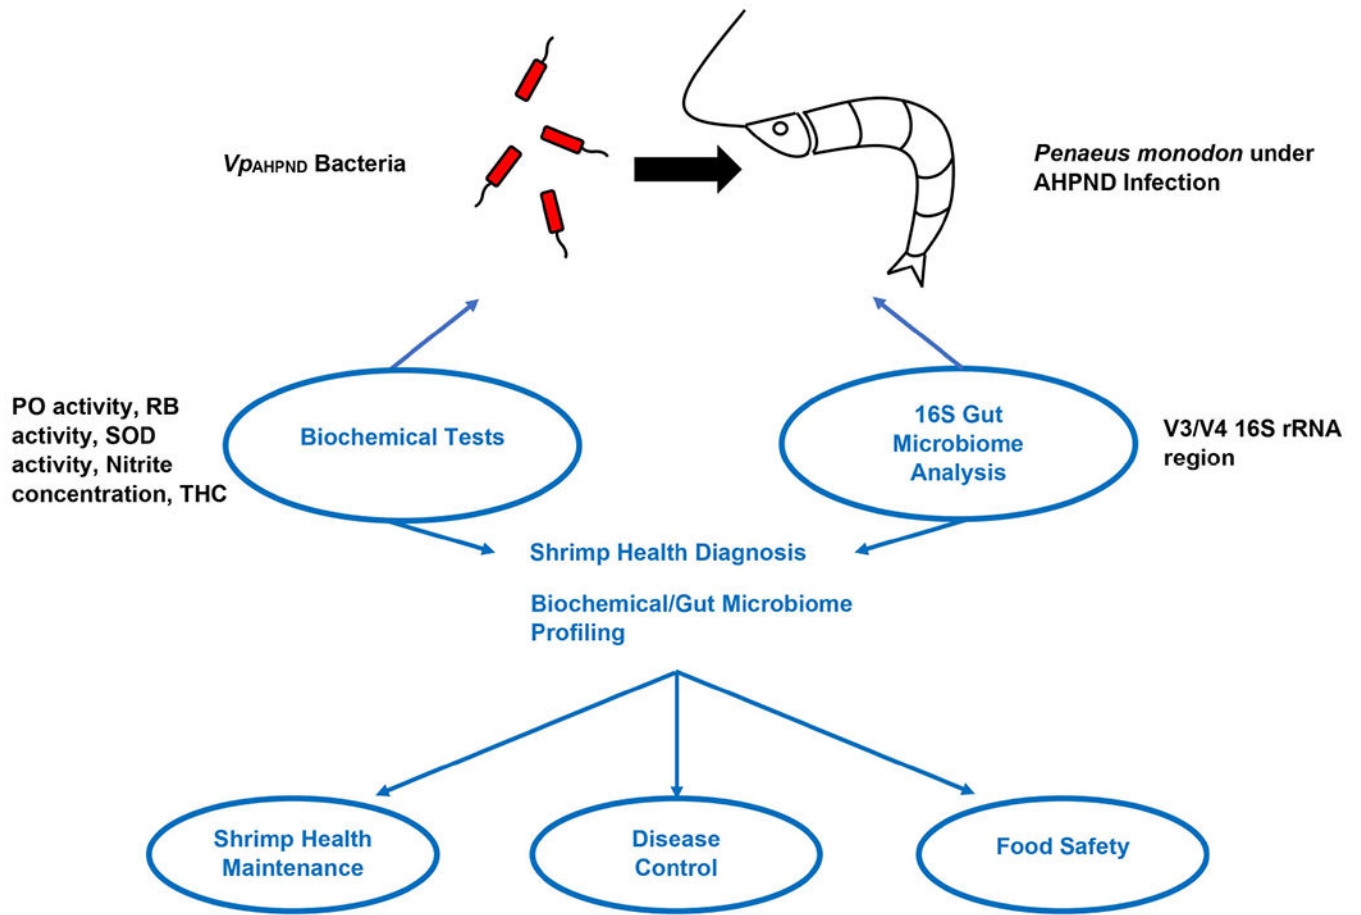 VpAHPND Bacteria
Penaeus monodon under
AHPND Infection
PO activity, RB
activity, SOD
activity, Nitrite
concentration, THC
Biochemical Tests
16S Gut
Microbiome
Analysis
V3/V4 16S rRNA
region
Shrimp Health Diagnosis
Biochemical/Gut Microbiome
Profiling
Shrimp Health
Maintenance
Disease
Control
Food Safety